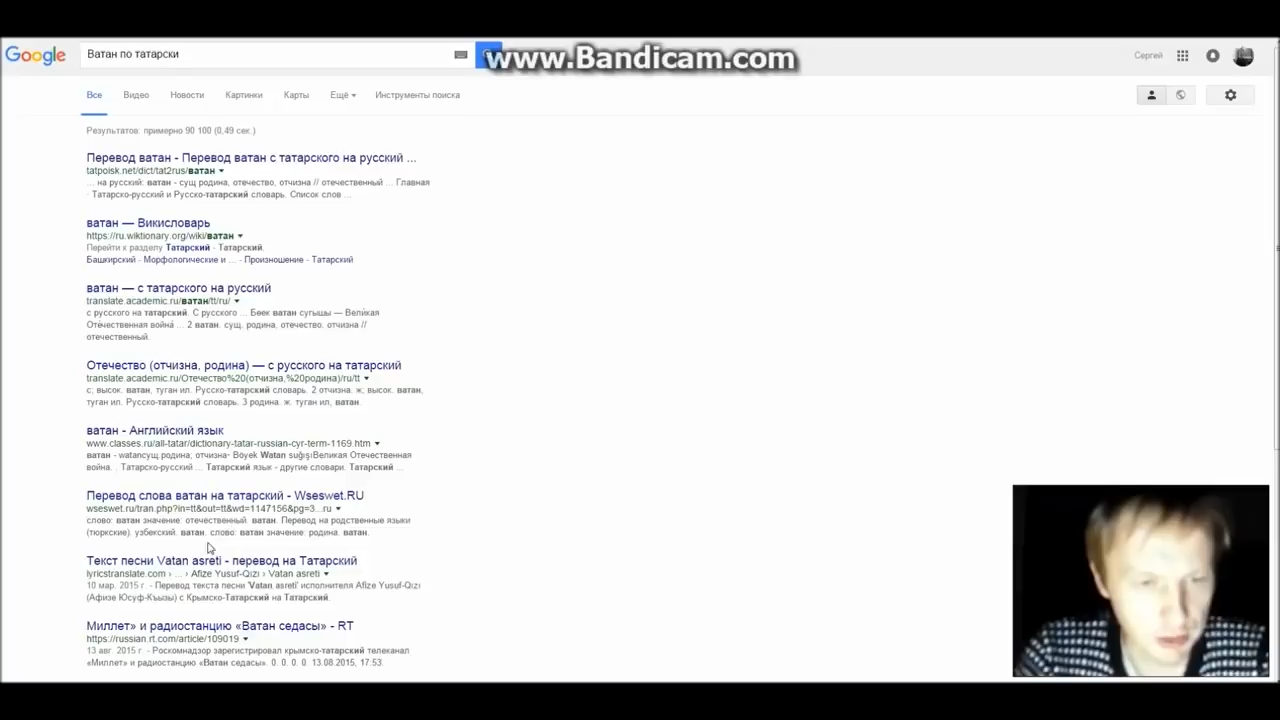 Google
Ватан по татарски
www.Bandicam.com
Сергей
Все Видео Новости Картинки Карты Ещё Инструменты поиска
Результатов: примерно 90 100 (0,49 сек.)
Перевод ватан - Перевод ватан с татарского на русский ...
tatpoisk.net/dict/tat2rus/ватан
... на русский: ватан - сущ родина, отечество, отчизна // отечественный ... Главная
· Татарско-русский и Русско-татарский словарь. Список слов ...
ватан — Викисловарь
https://ru.wiktionary.org/wiki/ватан
Перейти к разделу Татарский - Татарский.
Башкирский - Морфологические и ... - Произношение - Татарский
ватан — с татарского на русский
translate.academic.ru/ватан/tt/ru/
с русского на татарский. С русского ... Бөек ватан сугышы — Вели́кая
Оте́чественная война́ ... 2 ватан. сущ. родина, отечество. отчизна //
отечественный.
Отечество (отчизна, родина) — с русского на татарский
translate.academic.ru/Отечество%20(отчизна,%20родина)/ru/tt
с; высок. ватан, туган ил. Русско-татарский словарь. 2 отчизна. ж, высок. ватан,
туган ил. Русско-татарский словарь. 3 родина. ж. туган ил, ватан.
ватан - Английский язык
www.classes.ru/all-tatar/dictionary-tatar-russian-cyr-term-1169.htm
ватан - watanсущ.родина; отчизна~ Böyek Watan suğışıВеликая Отечественная
война. . Татарско-русский ... Татарский язык - другие словари. Татарский ...
Перевод слова ватан на татарский - Wseswet.RU
wseswet.ru/tran.php?in=tt&out=tt&wd=1147156&pg=3...ru
слово: ватан значение: отечественный. ватан. Перевод на родственные языки
(тюркские). узбекский. ватан. слово: ватан значение: родина. ватан.
Текст песни Vatan asreti - перевод на Татарский
lyricstranslate.com › ... › Afize Yusuf-Qızı › Vatan asreti
10 мар. 2015 г. - Перевод текста песни 'Vatan asreti' исполнителя Afize Yusuf-Qızı
(Афизе Юсуф-Къызы) с Крымско-Татарский на Татарский.
Миллет» и радиостанцию «Ватан седасы» - RT
https://russian.rt.com/article/109019
13 авг. 2015 г. - Роскомнадзор зарегистрировал крымско-татарский телеканал
«Миллет» и радиостанцию «Ватан седасы». 0. 0. 0. 0. 13.08.2015, 17:53.